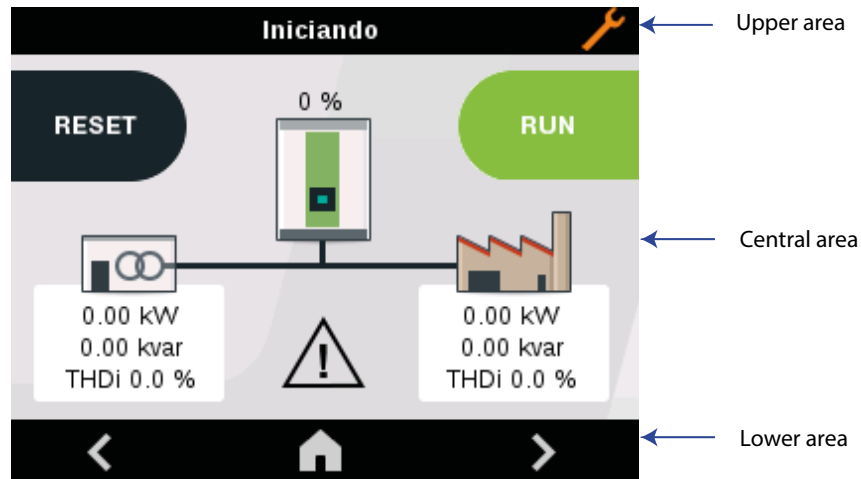 Iniciando
Upper area
RESET
0 %
RUN
Central area
0.00 kW
0.00 kvar
THDi 0.0 %
!
0.00 kW
0.00 kvar
THDi 0.0 %
Lower area